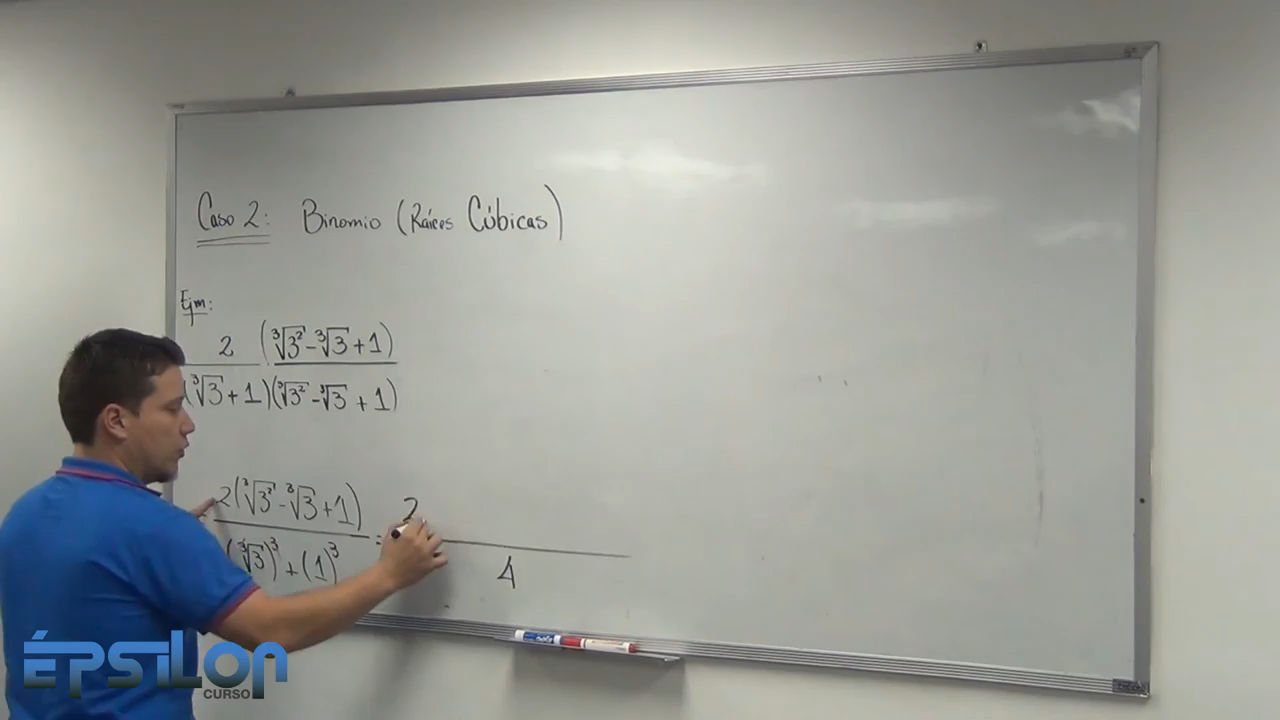 Caso 2: Binomio (Raíces Cúbicas)
Ejm:
2 (∛3² - ∛3 + 1)
(∛3 + 1)(∛3² - ∛3 + 1)
2(∛3² - ∛3 + 1) = 2
(∛3)³ + (1)³ 4
ÉPSILON
CURSO